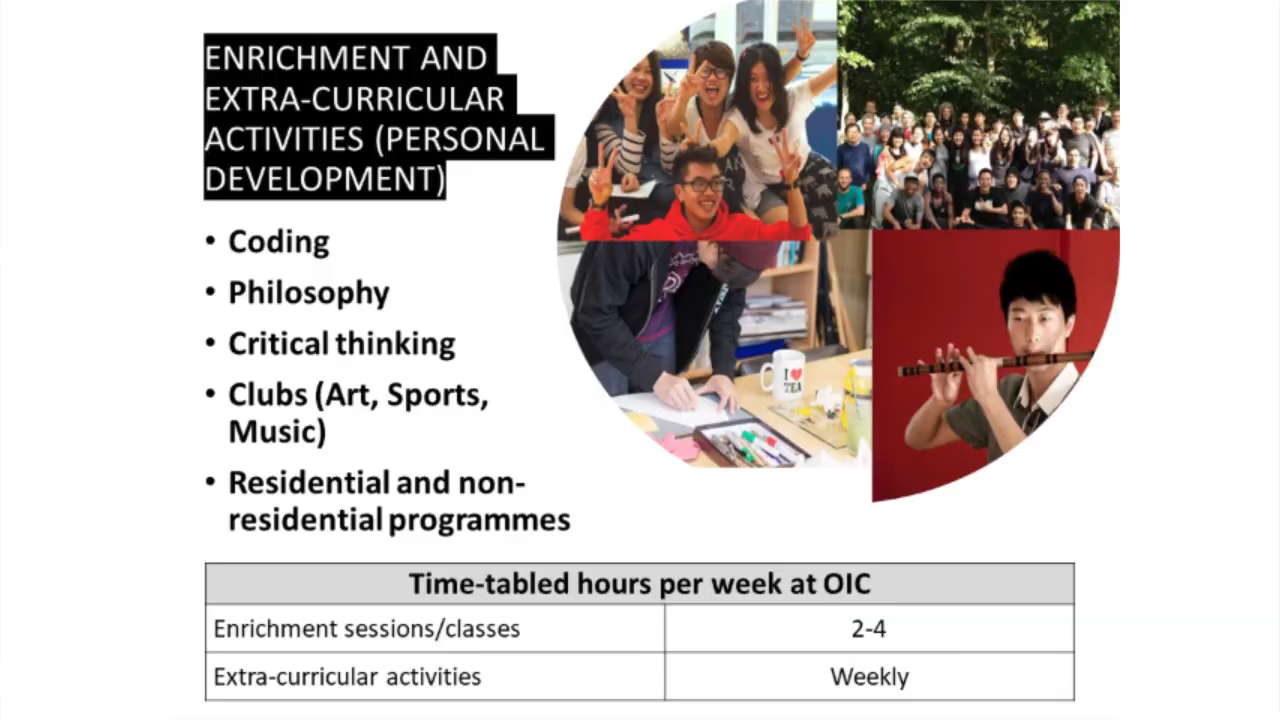 ENRICHMENT AND
EXTRA-CURRICULAR
ACTIVITIES (PERSONAL
DEVELOPMENT)
• Coding
• Philosophy
• Critical thinking
• Clubs (Art, Sports,
Music)
• Residential and non-
residential programmes
I ♥
TEA
Time-tabled hours per week at OIC
Enrichment sessions/classes 2-4
Extra-curricular activities Weekly